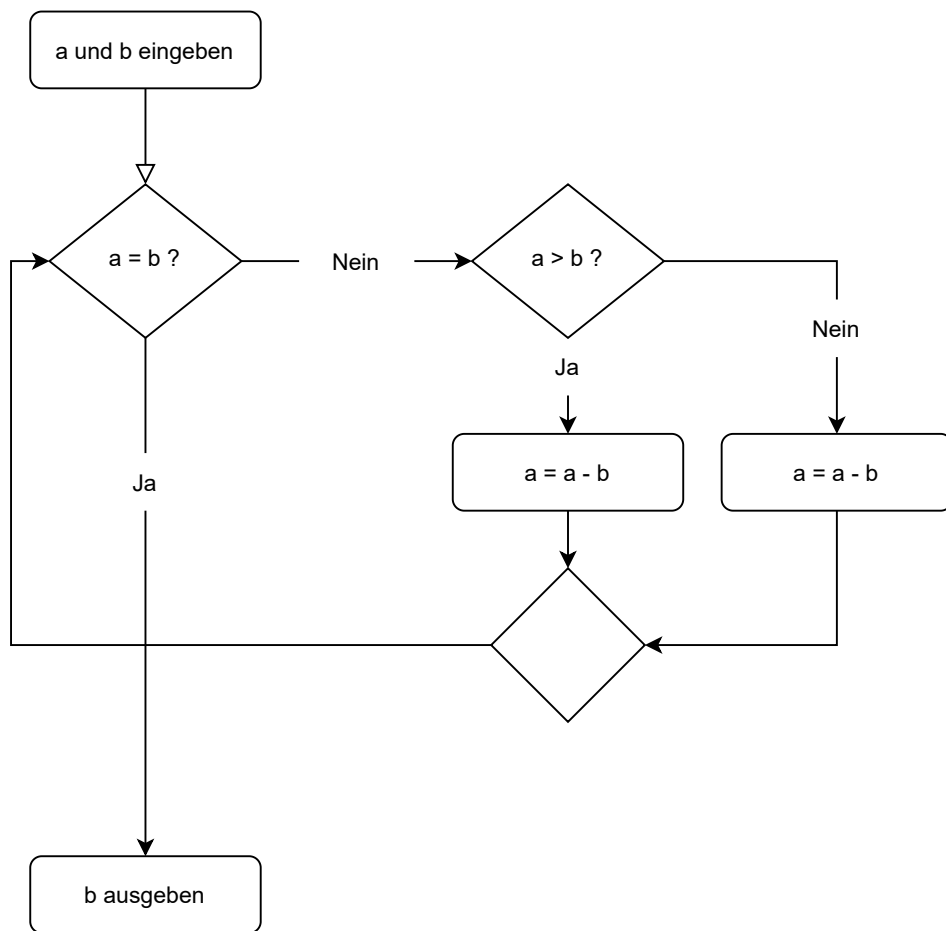 a und b eingeben
a = b ?
Nein
a > b ?
Nein
Ja
a = a - b
a = a - b
Ja
b ausgeben